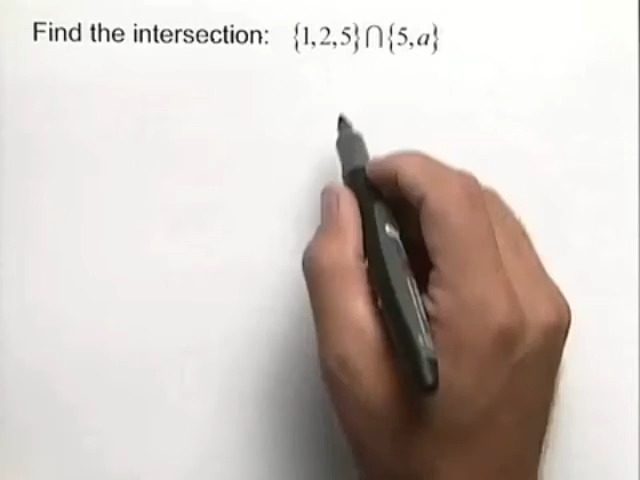 Find the intersection: {1,2,5}∩{5,a}